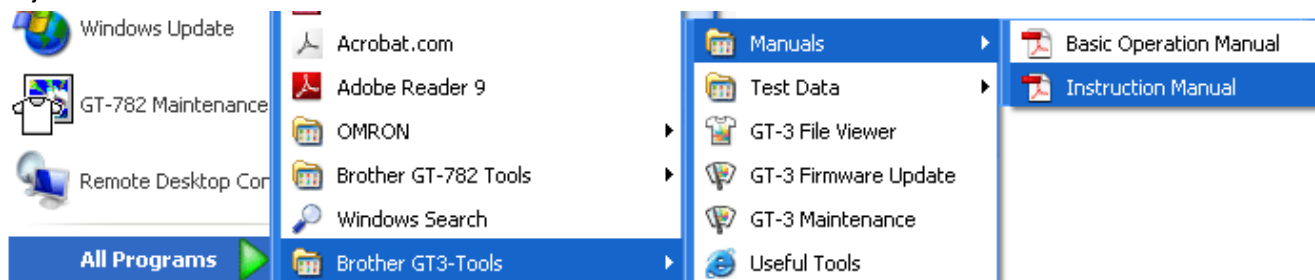 Windows Update
GT-782 Maintenance
Remote Desktop Cor
All Programs
Acrobat.com
Adobe Reader 9
OMRON
Brother GT-782 Tools
Windows Search
Brother GT3-Tools
Manuals
Test Data
GT-3 File Viewer
GT-3 Firmware Update
GT-3 Maintenance
Useful Tools
Basic Operation Manual
Instruction Manual